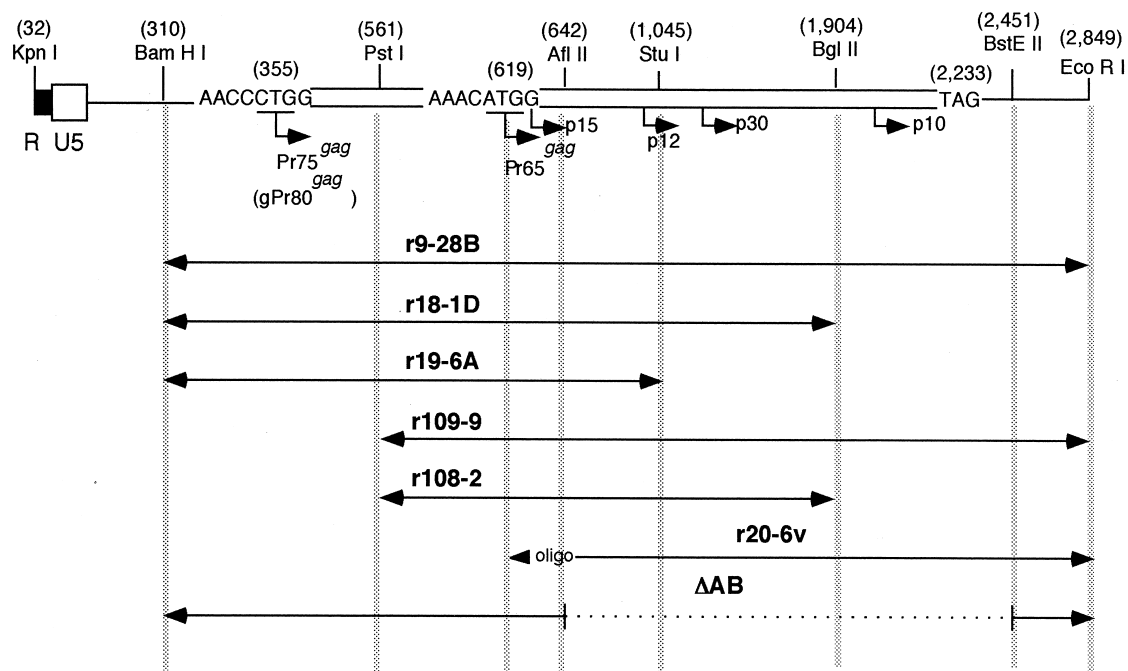 (32) (310) (561) (642) (1,045) (1,904) (2,451) (2,849)
Kpn I Bam H I Pst I Afl II Stu I Bgl II BstE II Eco R I
(355) (619) (2,233)
AACCCTGG AAACATGG TAG
R U5
p15 p12 p30 p10
Pr75gag Pr65gag
(gPr80gag)
r9-28B
r18-1D
r19-6A
r109-9
r108-2
r20-6v
oligo
ΔAB